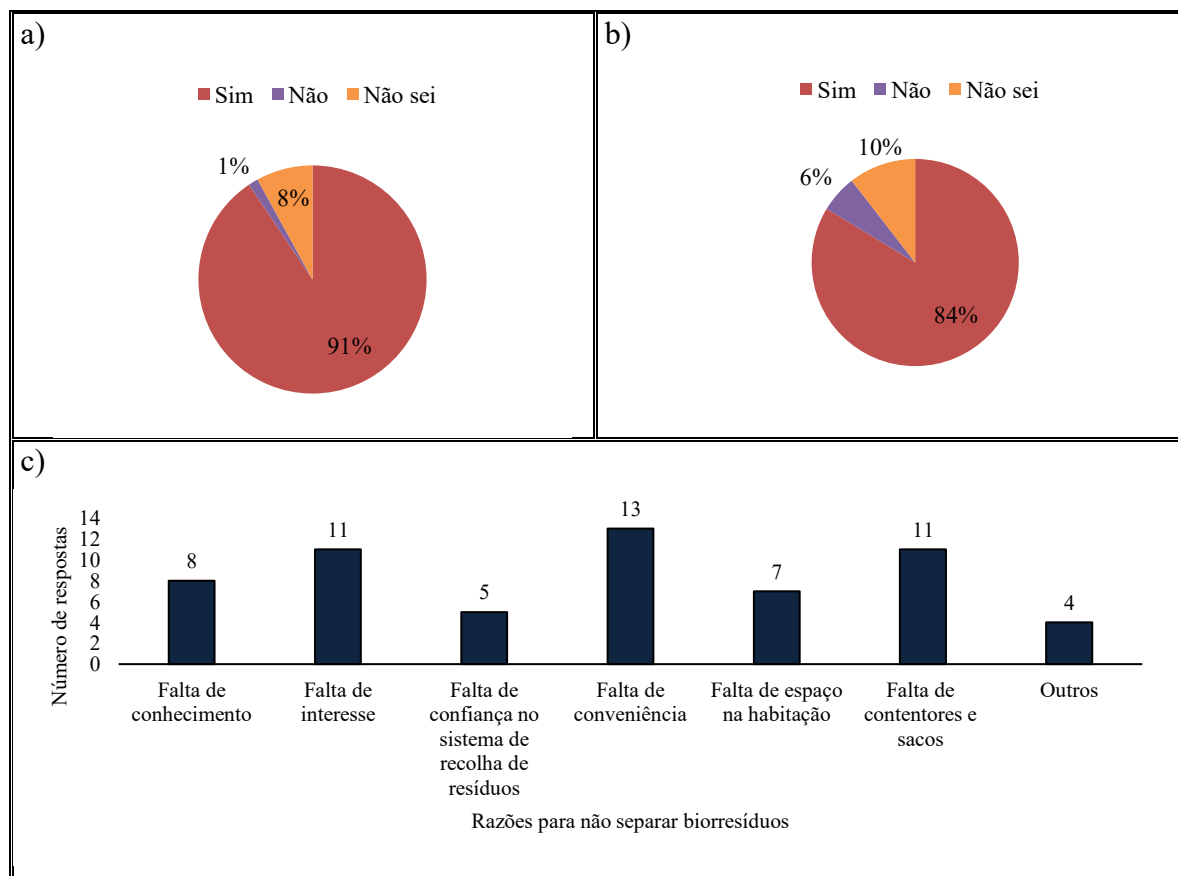 a)
Sim Não Não sei
1%
8%
91%
b)
Sim Não Não sei
10%
6%
84%
c)
Número de respostas
14
12
10
8
6
4
2
0
8
11
5
13
7
11
4
Falta de
conhecimento
Falta de
interesse
Falta de
confiança no
sistema de
recolha de
resíduos
Falta de
conveniência
Falta de espaço
na habitação
Falta de
contentores e
sacos
Outros
Razões para não separar biorresíduos